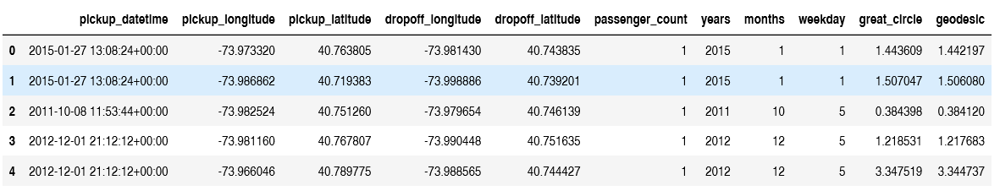 pickup_datetime pickup_longitude pickup_latitude dropoff_longitude dropoff_latitude passenger_count years months weekday great_circle geodesic
0 2015-01-27 13:08:24+00:00 -73.973320 40.763805 -73.981430 40.743835 1 2015 1 1 1.443609 1.442197
1 2015-01-27 13:08:24+00:00 -73.986862 40.719383 -73.998886 40.739201 1 2015 1 1 1.507047 1.506080
2 2011-10-08 11:53:44+00:00 -73.982524 40.751260 -73.979654 40.746139 1 2011 10 5 0.384398 0.384120
3 2012-12-01 21:12:12+00:00 -73.981160 40.767807 -73.990448 40.751635 1 2012 12 5 1.218531 1.217683
4 2012-12-01 21:12:12+00:00 -73.966046 40.789775 -73.988565 40.744427 1 2012 12 5 3.347519 3.344737